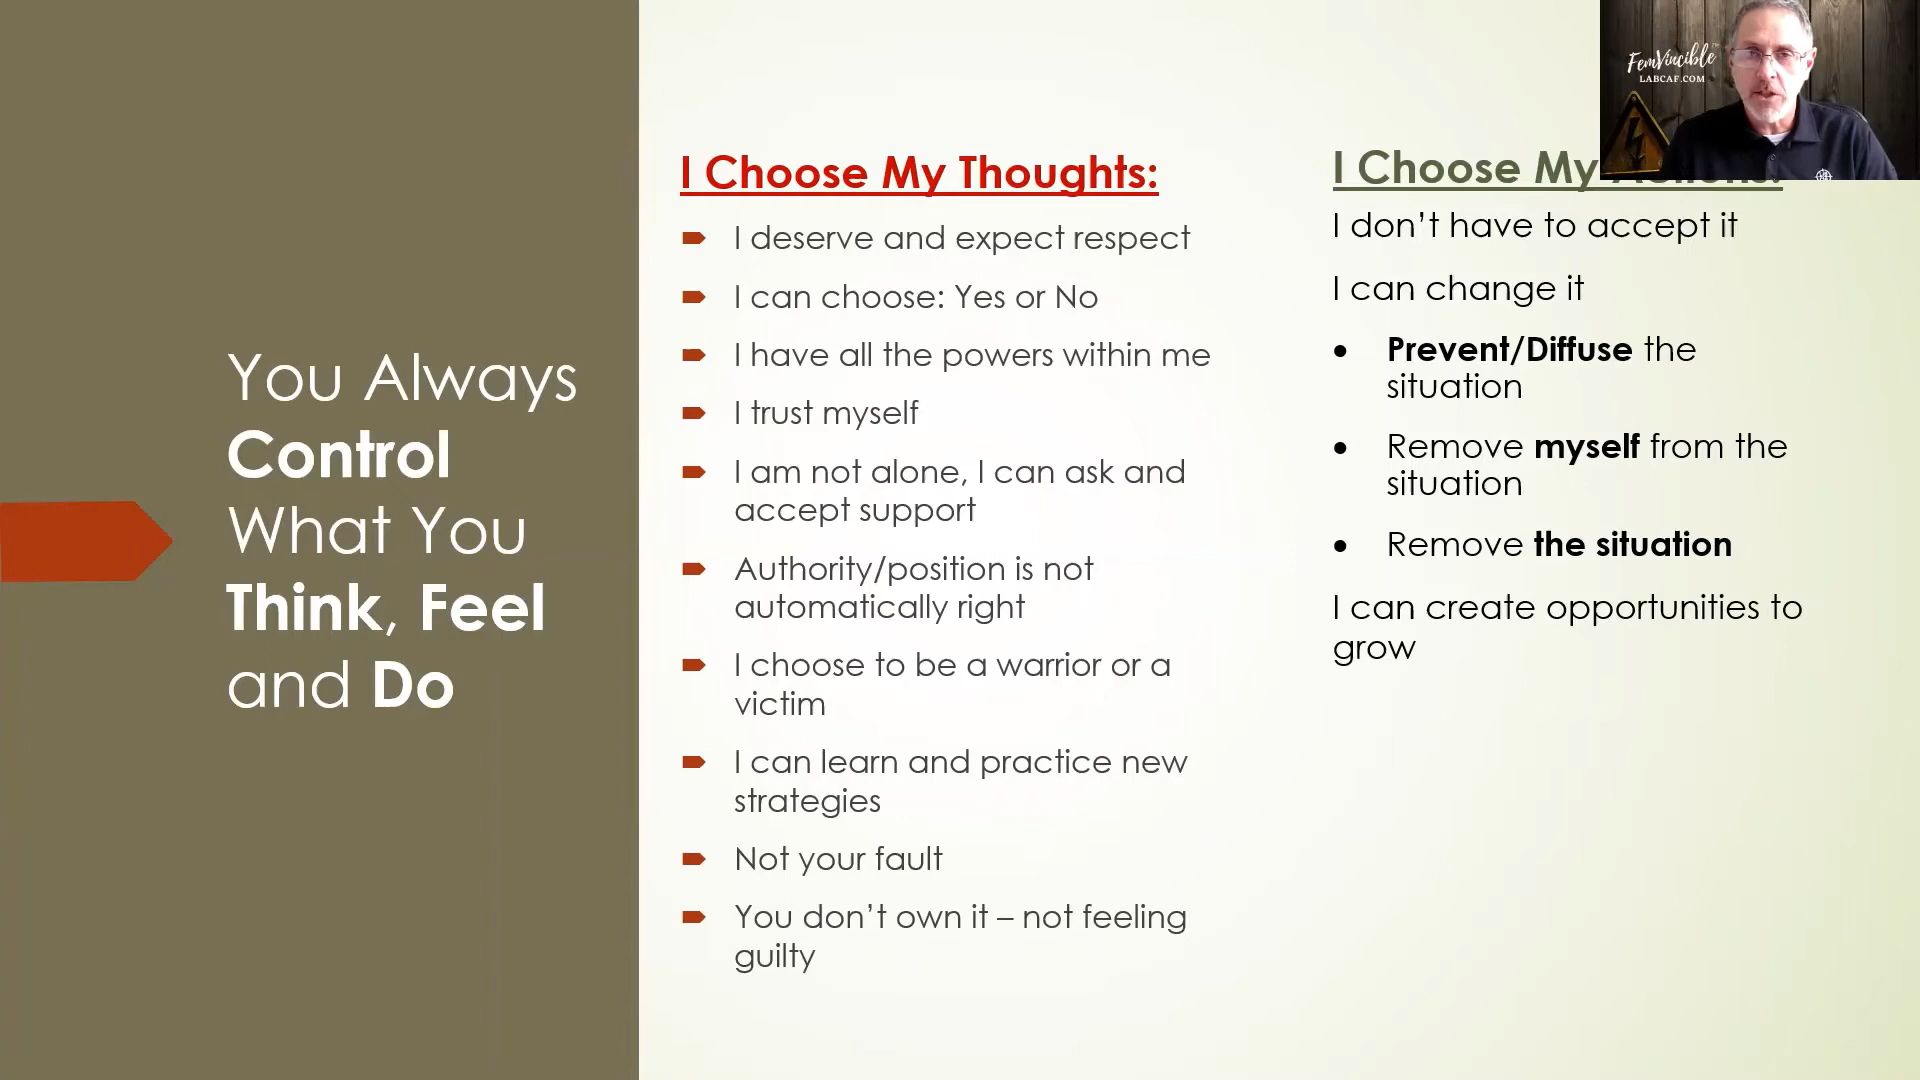 You Always
Control
What You
Think, Feel
and Do
I Choose My Thoughts:
I deserve and expect respect
I can choose: Yes or No
I have all the powers within me
I trust myself
I am not alone, I can ask and
accept support
Authority/position is not
automatically right
I choose to be a warrior or a
victim
I can learn and practice new
strategies
Not your fault
You don’t own it – not feeling
guilty
I Choose My
I don’t have to accept it
I can change it
• Prevent/Diffuse the
situation
• Remove myself from the
situation
• Remove the situation
I can create opportunities to
grow
FemVincible™
LABCAF.COM